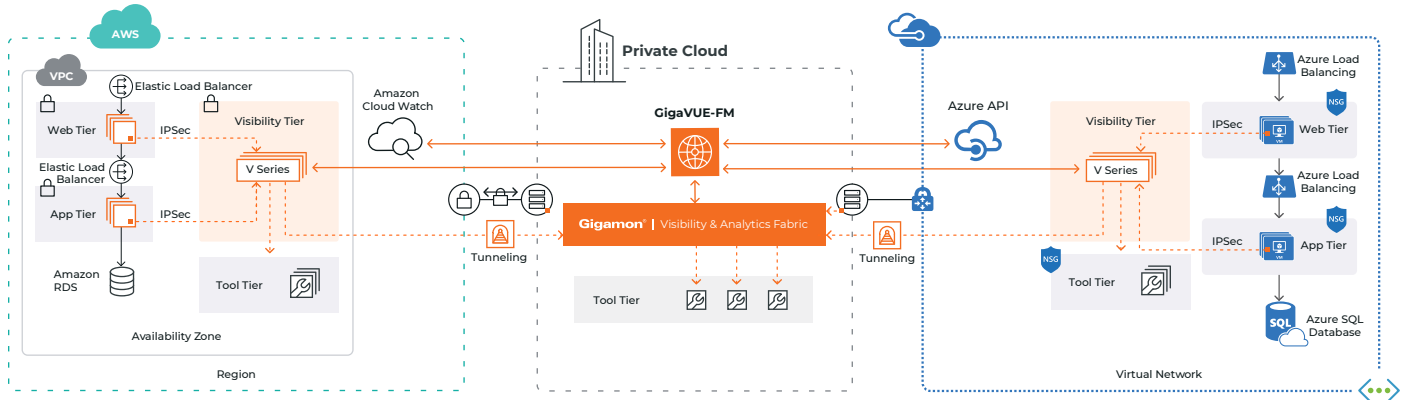 AWS
VPC
Elastic Load Balancer
Web Tier
IPSec
Visibility Tier
V Series
Elastic Load
Balancer
App Tier
IPSec
Amazon
RDS
Tool Tier
Availability Zone
Region
Amazon
Cloud Watch
Tunneling
Private Cloud
GigaVUE-FM
Gigamon® | Visibility & Analytics Fabric
Tool Tier
Tunneling
Azure API
Visibility Tier
V Series
NSG
Tool Tier
Azure Load
Balancing
NSG
IPSec
VM
Web Tier
Azure Load
Balancing
NSG
IPSec
VM
App Tier
SQL
Azure SQL
Database
Virtual Network